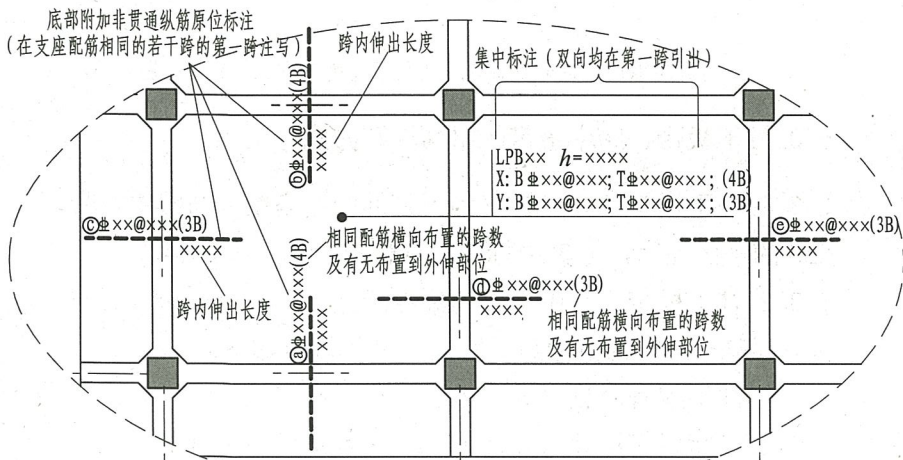 底部附加非贯通纵筋原位标注
(在支座配筋相同的若干跨的第一跨注写)
跨内伸出长度
集中标注(双向均在第一跨引出)
ⓑ⏀××@×××(4B)
××××
LPB×× h=××××
X: B⏀××@×××; T⏀××@×××; (4B)
Y: B⏀××@×××; T⏀××@×××; (3B)
ⓒ⏀××@×××(3B)
××××
跨内伸出长度
ⓐ⏀××@×××(4B)
××××
相同配筋横向布置的跨数
及有无布置到外伸部位
ⓓ⏀××@×××(3B)
××××
相同配筋横向布置的跨数
及有无布置到外伸部位
ⓔ⏀××@×××(3B)
××××